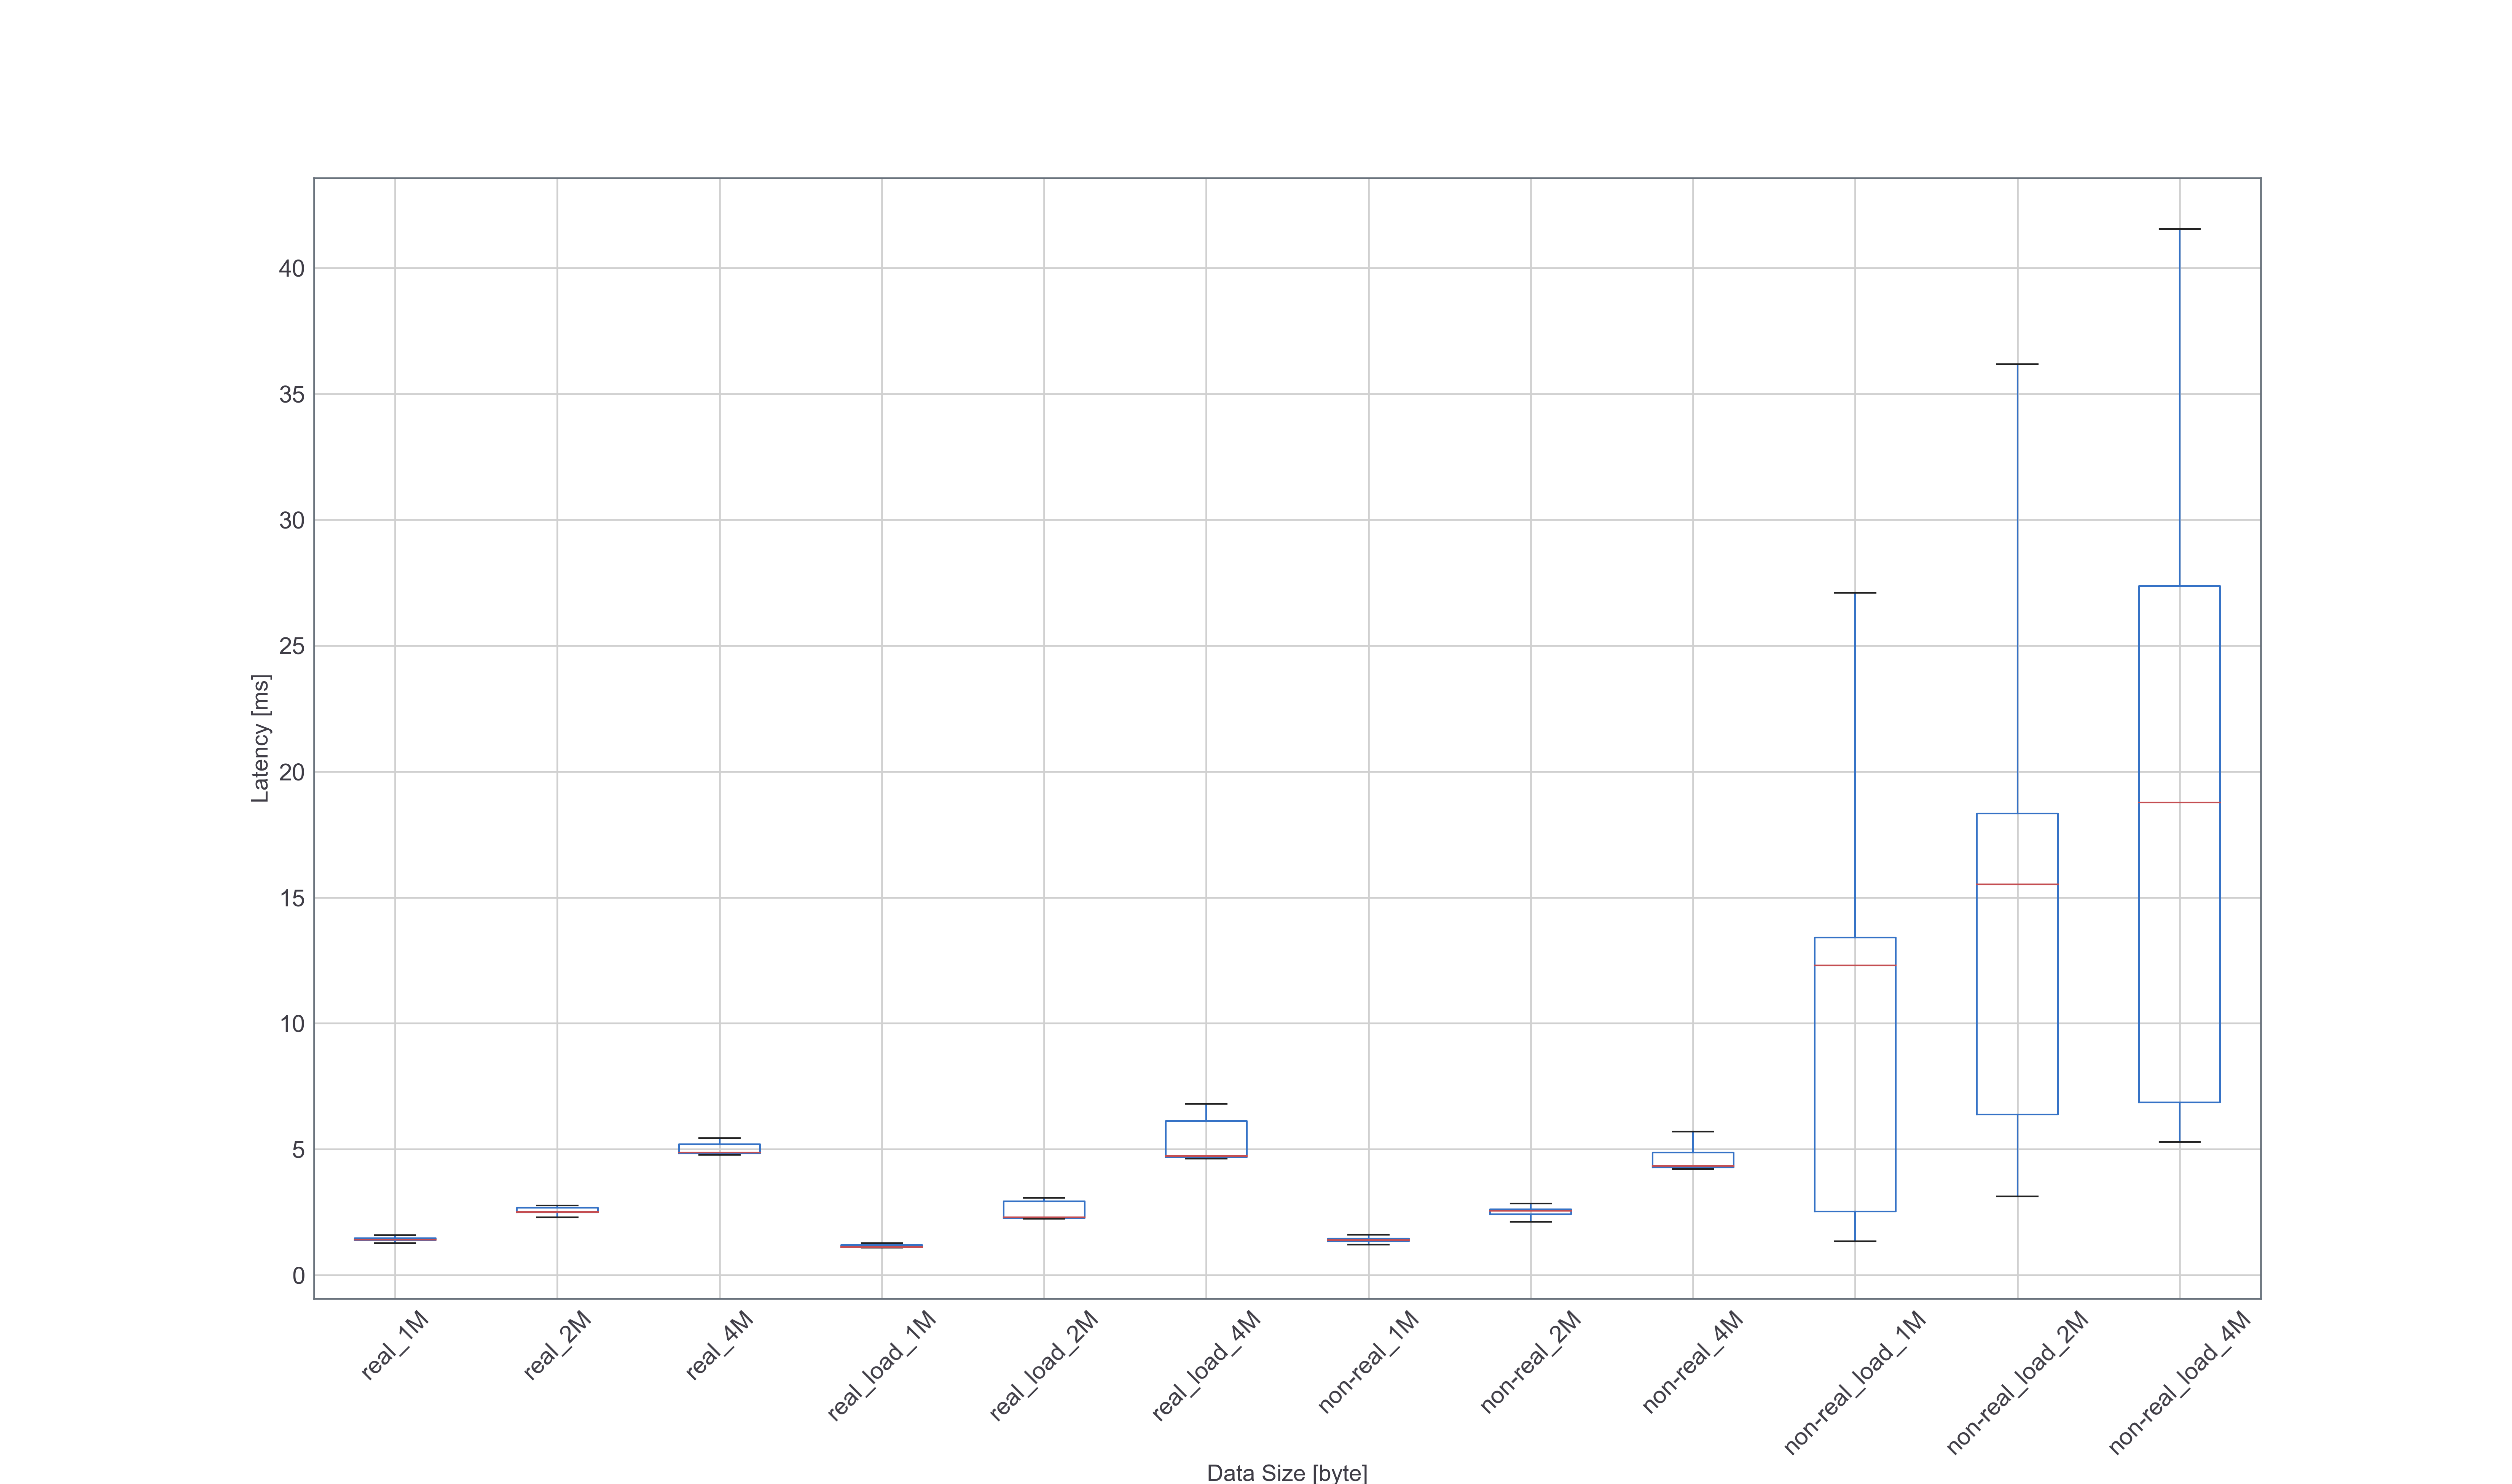 40
35
30
25
20
15
10
5
0
Latency [ms]
real_1M
real_2M
real_4M
real_load_1M
real_load_2M
real_load_4M
non-real_1M
non-real_2M
non-real_4M
non-real_load_1M
non-real_load_2M
non-real_load_4M
Data Size [byte]